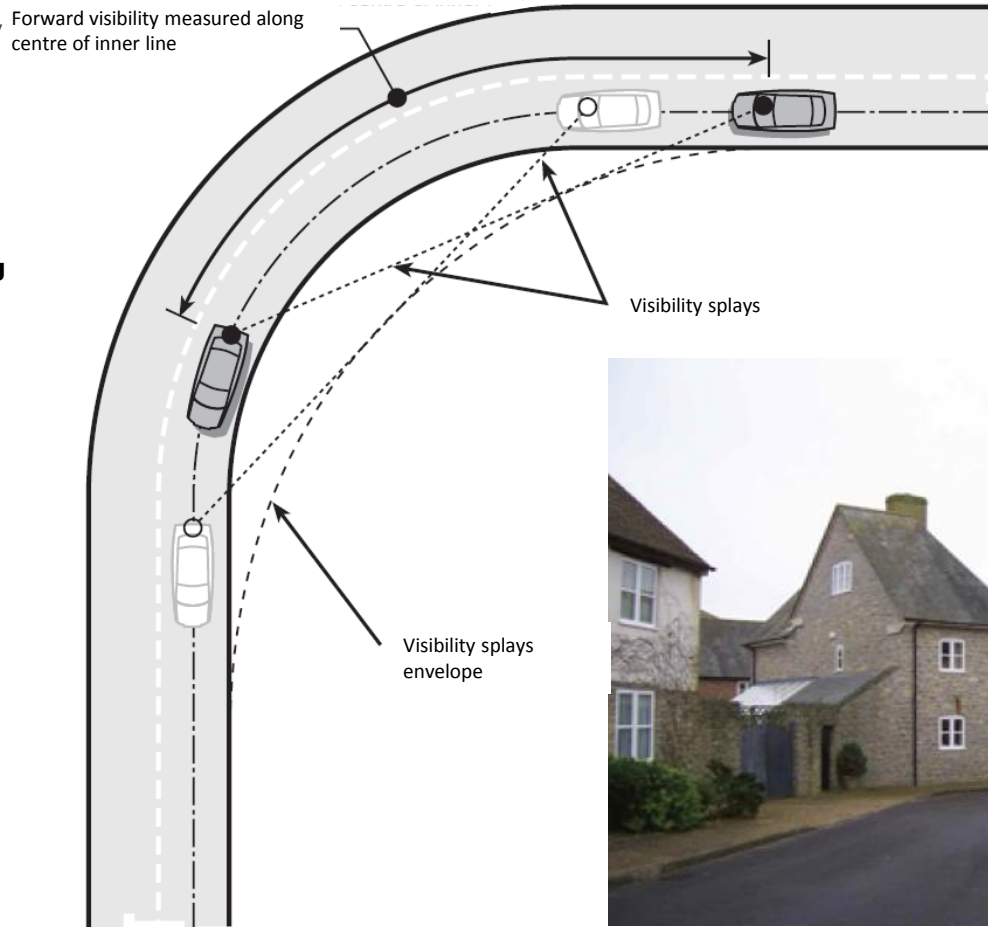 Forward visibility measured along
centre of inner line
Visibility splays
Visibility splays
envelope